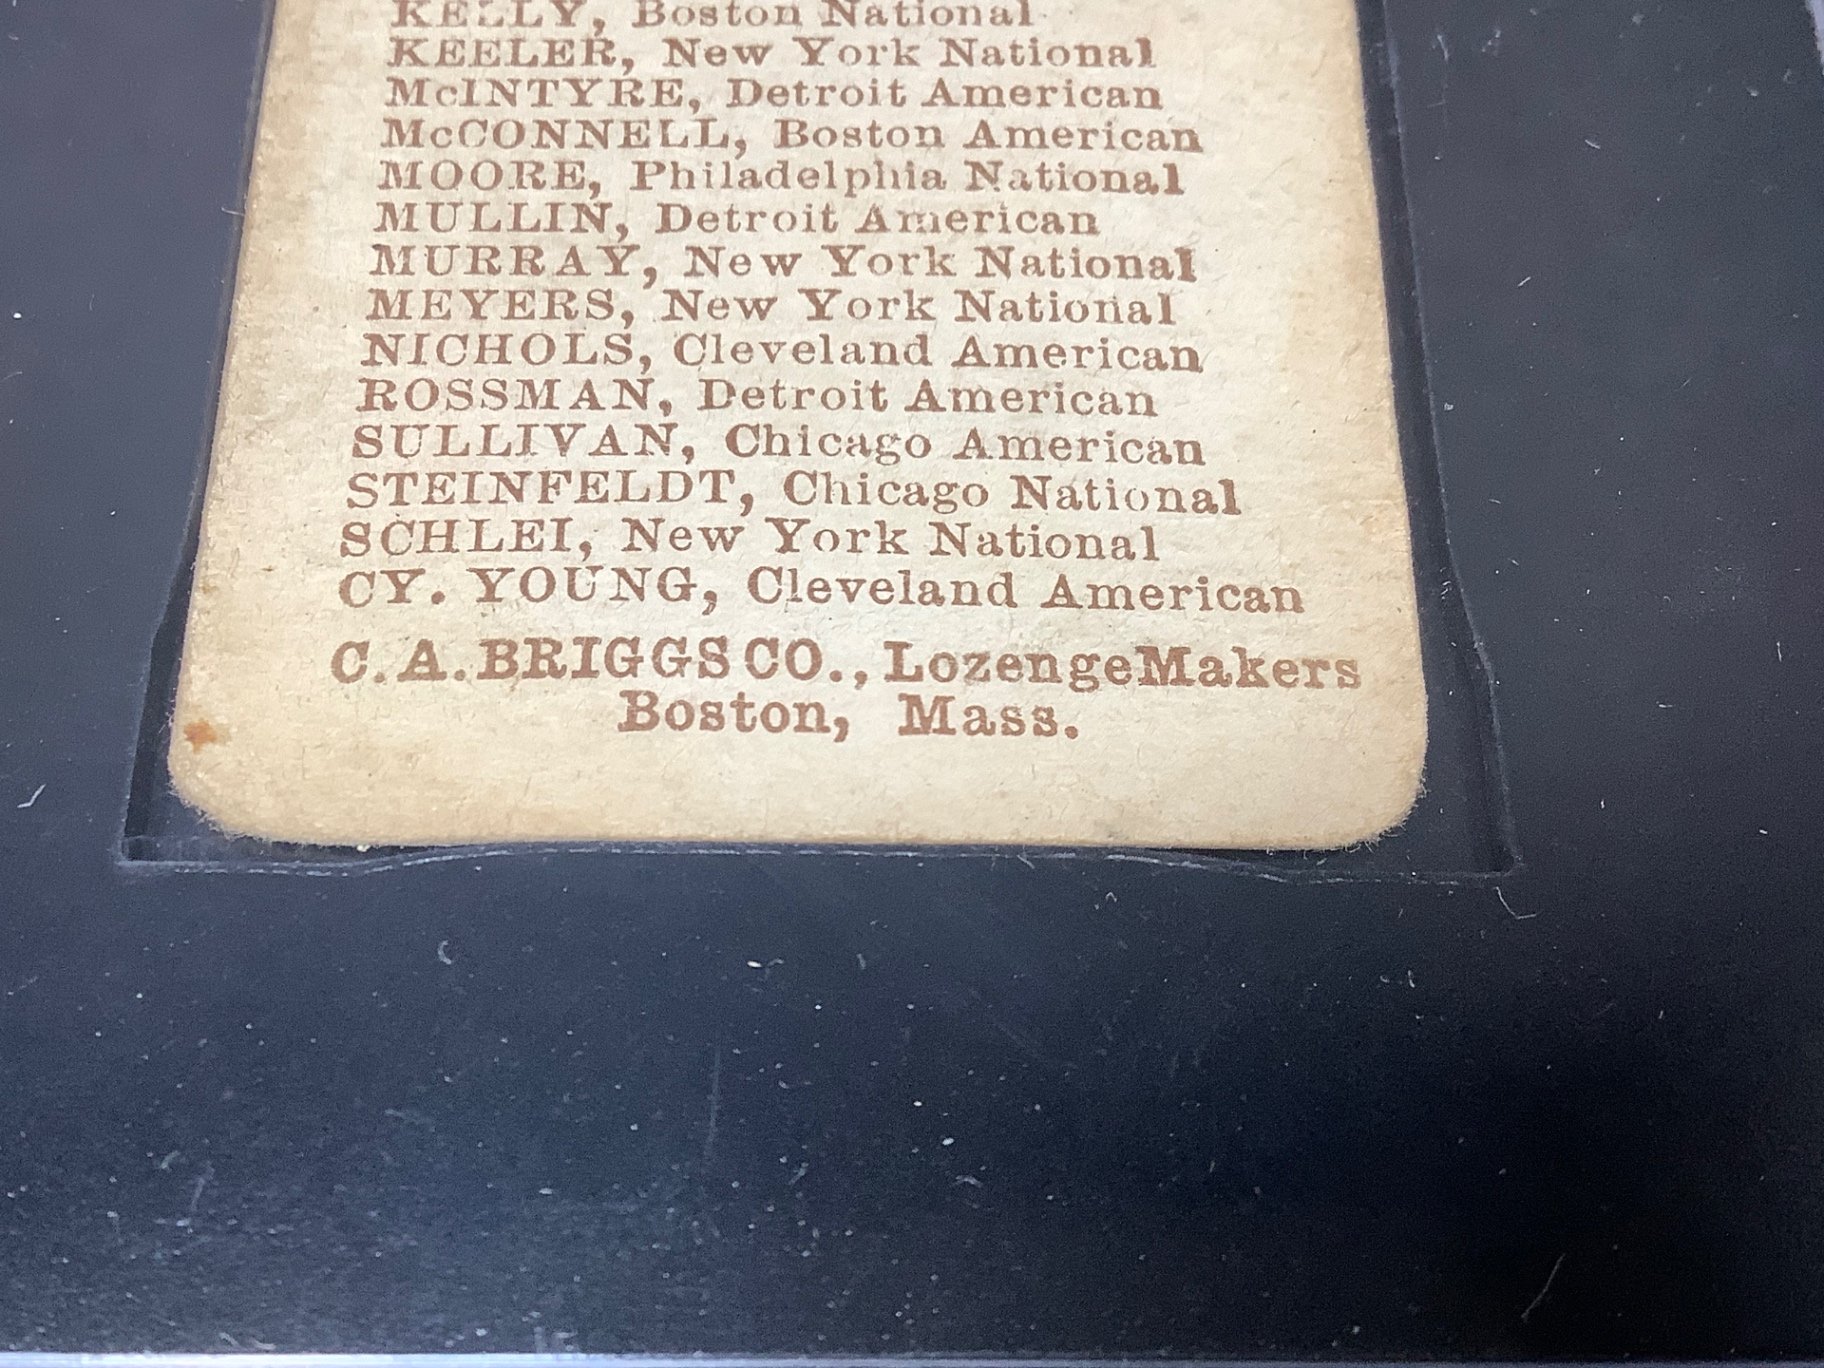 KELLY, Boston National
KEELER, New York National
McINTYRE, Detroit American
McCONNELL, Boston American
MOORE, Philadelphia National
MULLIN, Detroit American
MURRAY, New York National
MEYERS, New York National
NICHOLS, Cleveland American
ROSSMAN, Detroit American
SULLIVAN, Chicago American
STEINFELDT, Chicago National
SCHLEI, New York National
CY. YOUNG, Cleveland American
C. A. BRIGGS CO., Lozenge Makers
Boston, Mass.